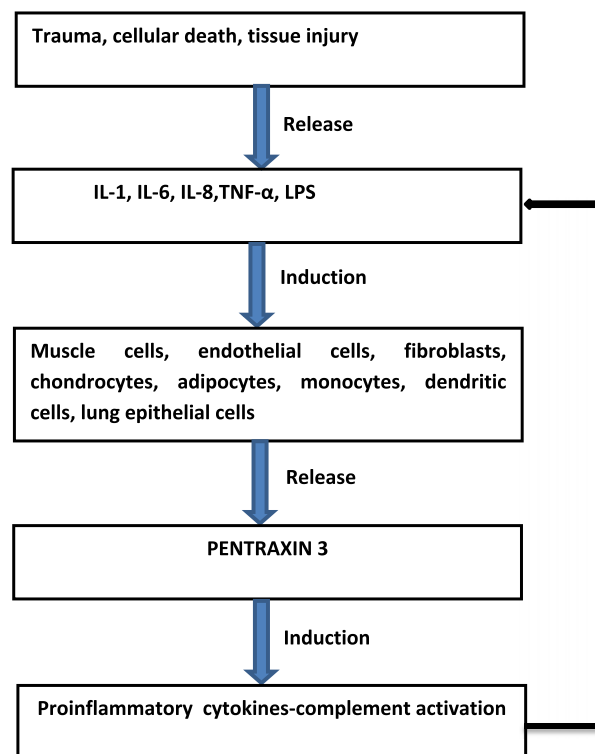 Trauma, cellular death, tissue injury
Release
IL-1, IL-6, IL-8,TNF-α, LPS
Induction
Muscle cells, endothelial cells, fibroblasts,
chondrocytes, adipocytes, monocytes, dendritic
cells, lung epithelial cells
Release
PENTRAXIN 3
Induction
Proinflammatory cytokines-complement activation